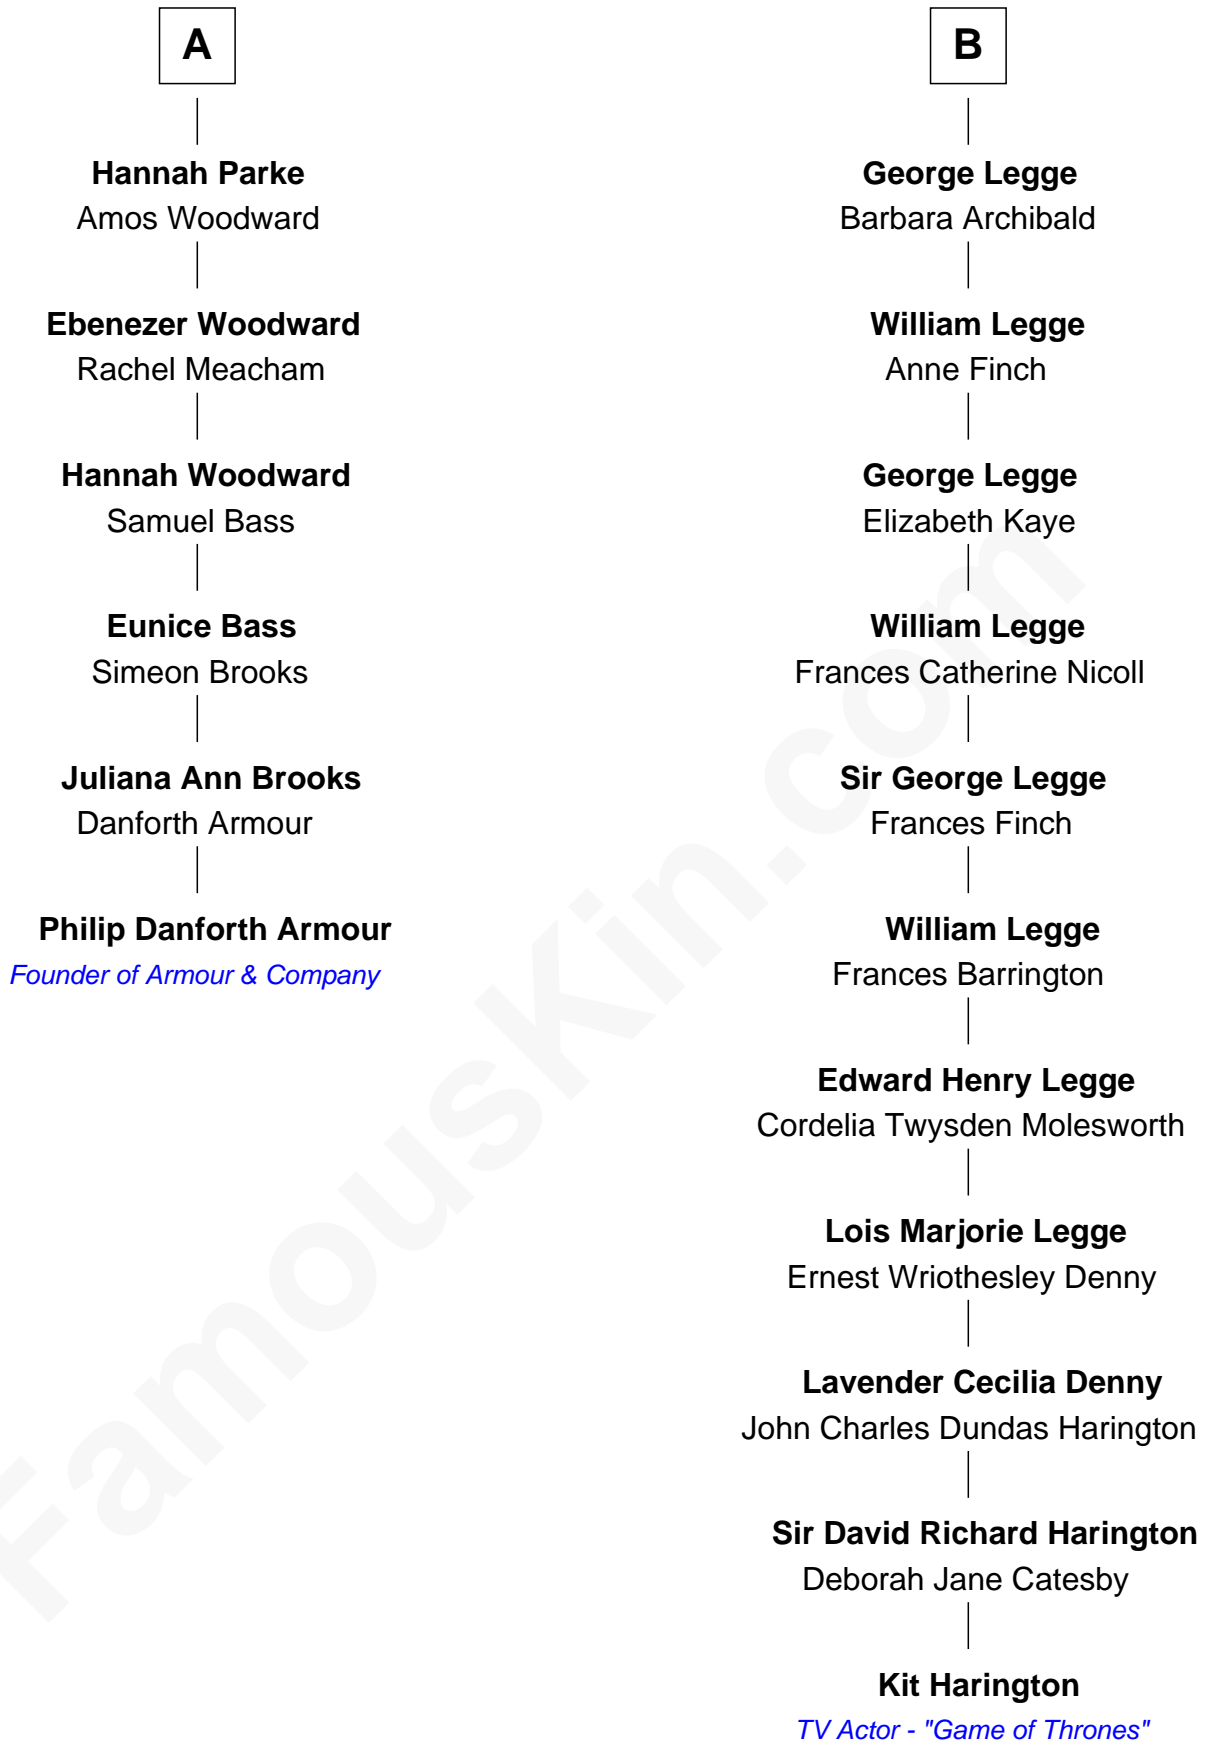 A
Hannah Parke
Amos Woodward
Ebenezer Woodward
Rachel Meacham
Hannah Woodward
Samuel Bass
Eunice Bass
Simeon Brooks
Juliana Ann Brooks
Danforth Armour
Philip Danforth Armour
Founder of Armour & Company
B
George Legge
Barbara Archibald
William Legge
Anne Finch
George Legge
Elizabeth Kaye
William Legge
Frances Catherine Nicoll
Sir George Legge
Frances Finch
William Legge
Frances Barrington
Edward Henry Legge
Cordelia Twysden Molesworth
Lois Marjorie Legge
Ernest Wriothesley Denny
Lavender Cecilia Denny
John Charles Dundas Harington
Sir David Richard Harington
Deborah Jane Catesby
Kit Harington
TV Actor - "Game of Thrones"
FamousKin.com